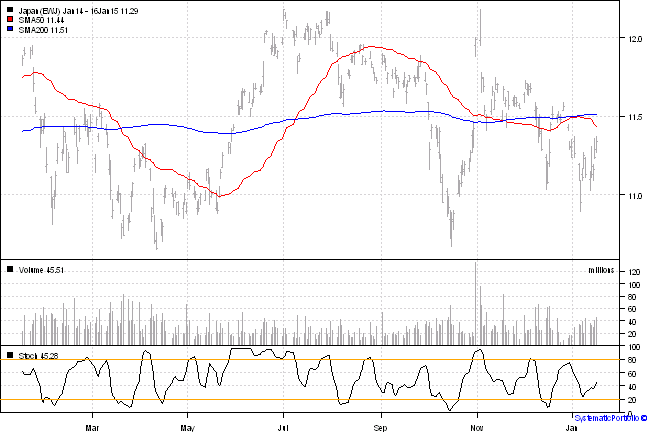 Japan (EWJ) Jan14 - 16Jan15 11.29
SMA50 11.44
SMA200 11.51
12.0
11.5
11.0
Volume 45.51
millions
120
100
80
60
40
20
Stoch 45.28
100
80
60
40
20
0
Mar May Jul Sep Nov Jan
SystematicPortfolio ©